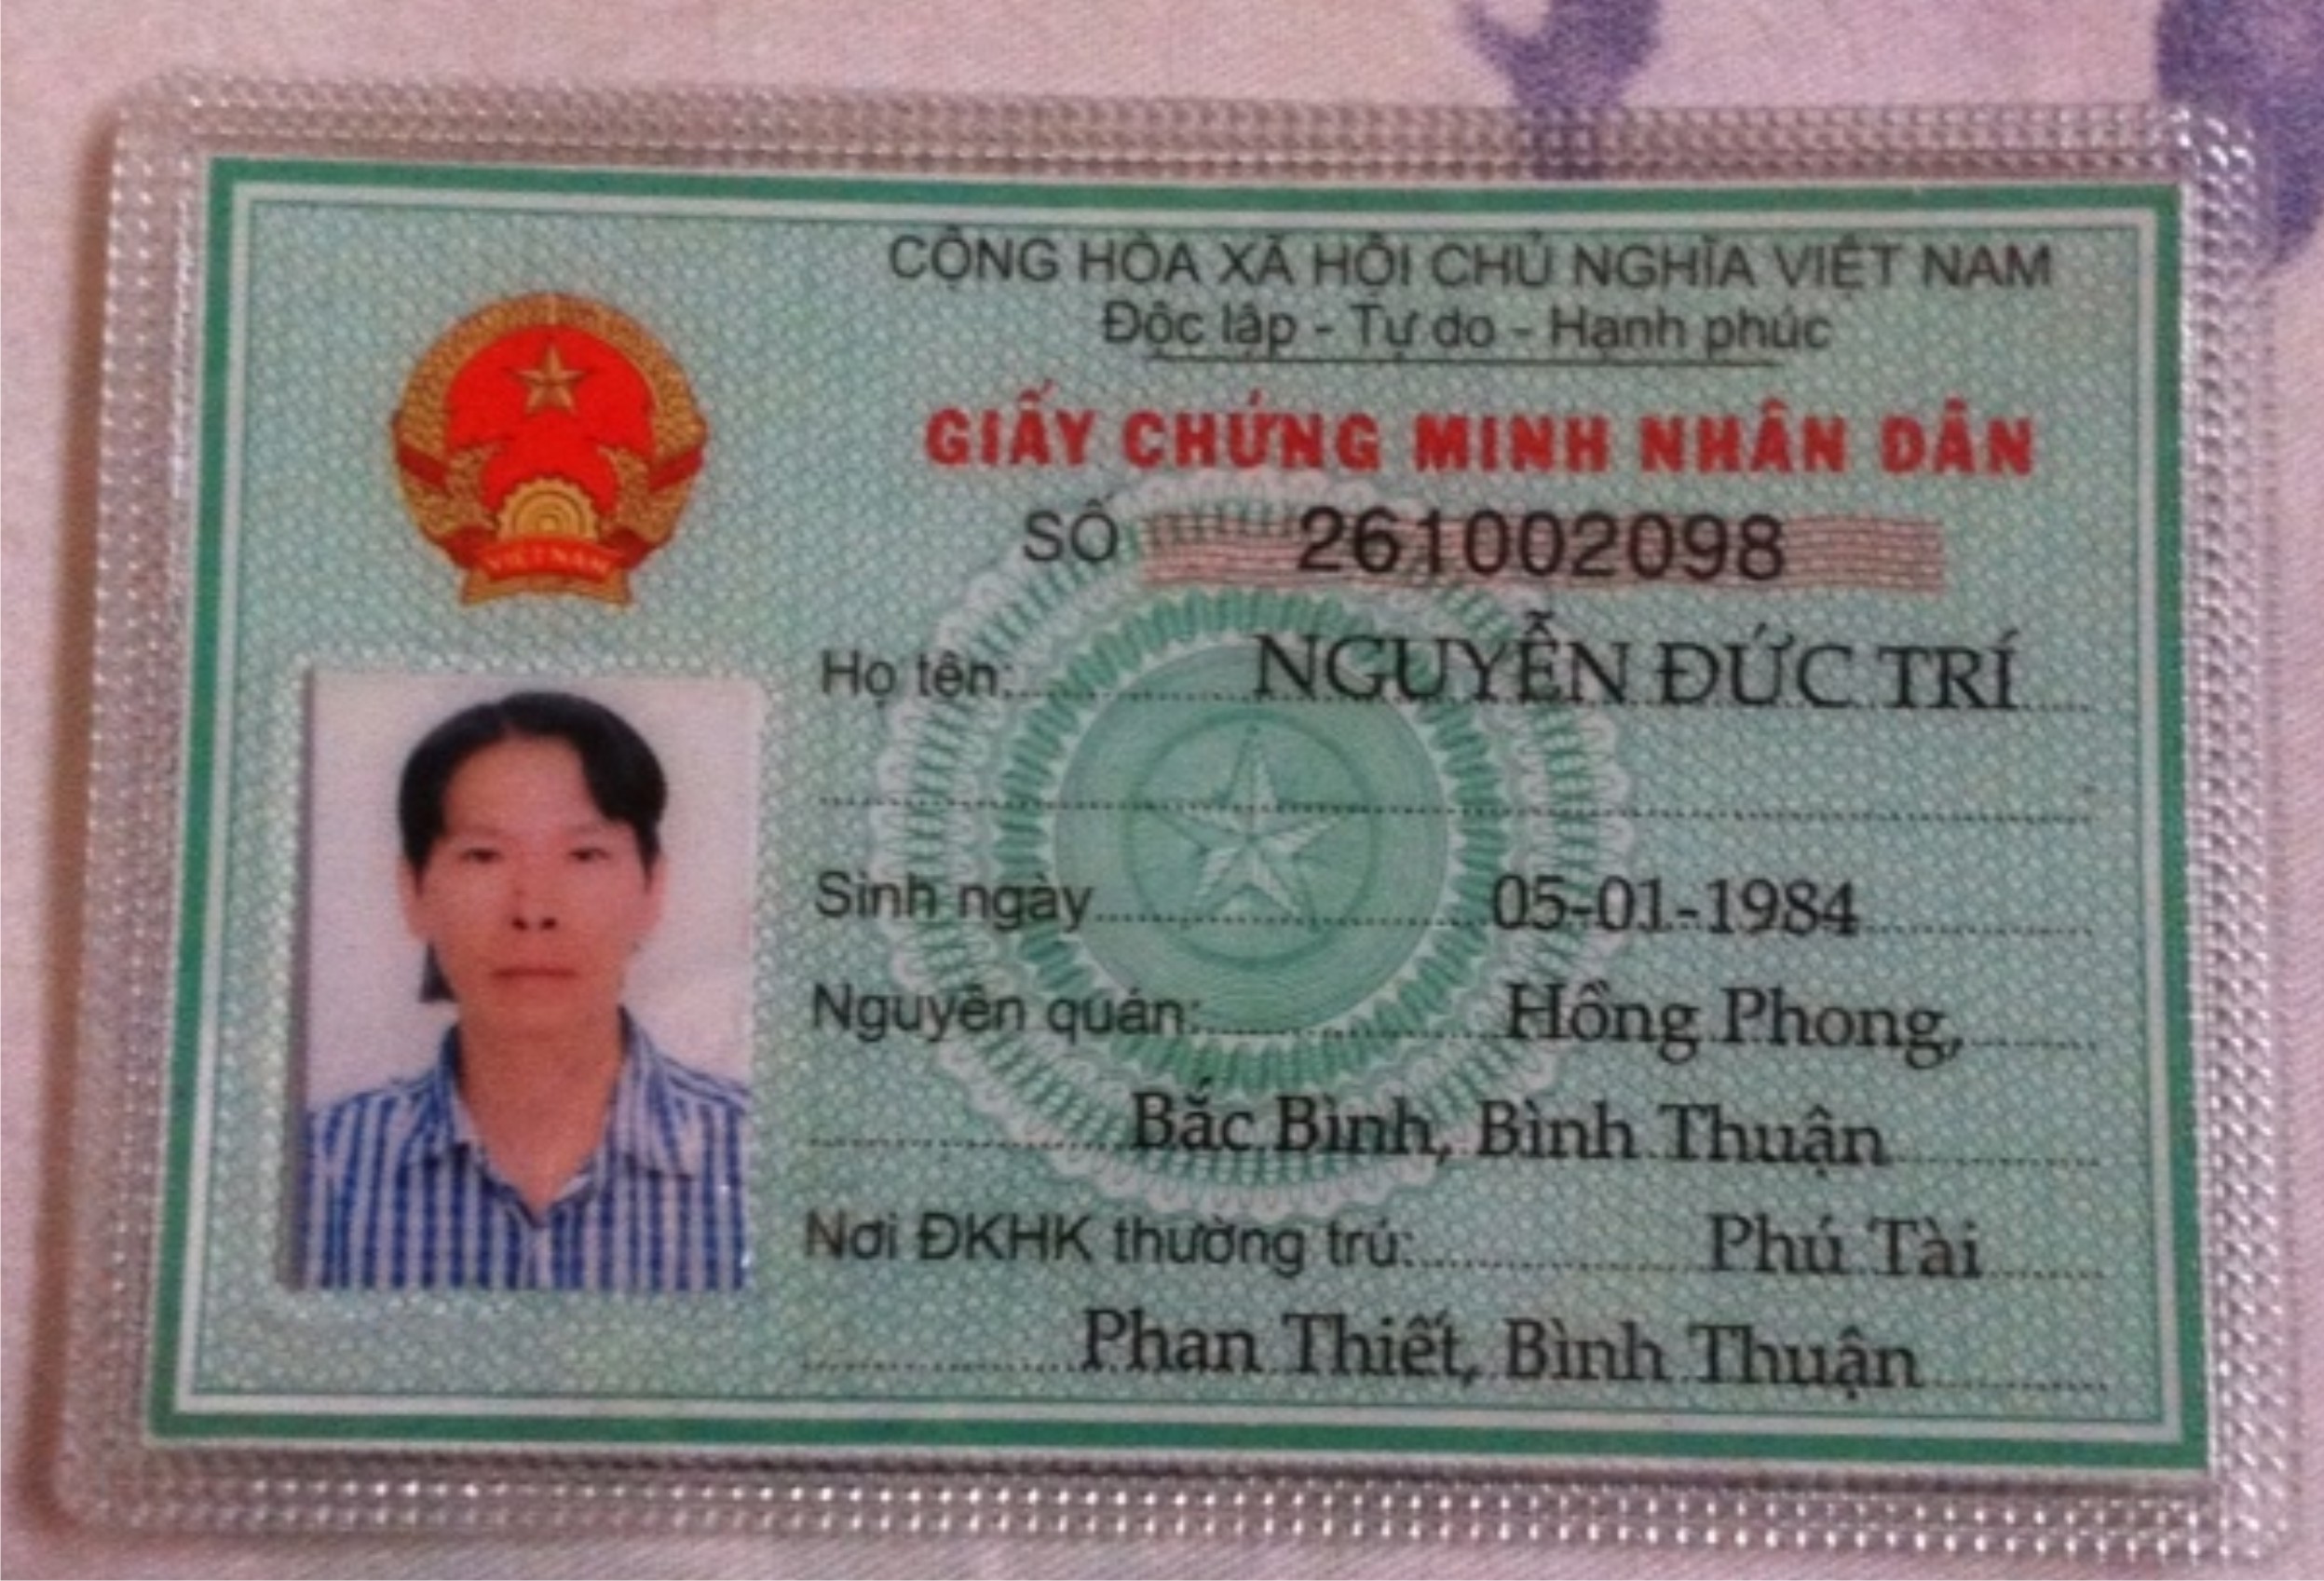 CỘNG HÒA XÃ HỘI CHỦ NGHĨA VIỆT NAM
Độc lập - Tự do - Hạnh phúc
GIẤY CHỨNG MINH NHÂN DÂN
SỐ 261002098
VIỆT NAM
Họ tên: NGUYỄN ĐỨC TRÍ
Sinh ngày 05-01-1984
Nguyên quán: Hồng Phong,
Bắc Bình, Bình Thuận
Nơi ĐKHK thường trú: Phú Tài
Phan Thiết, Bình Thuận